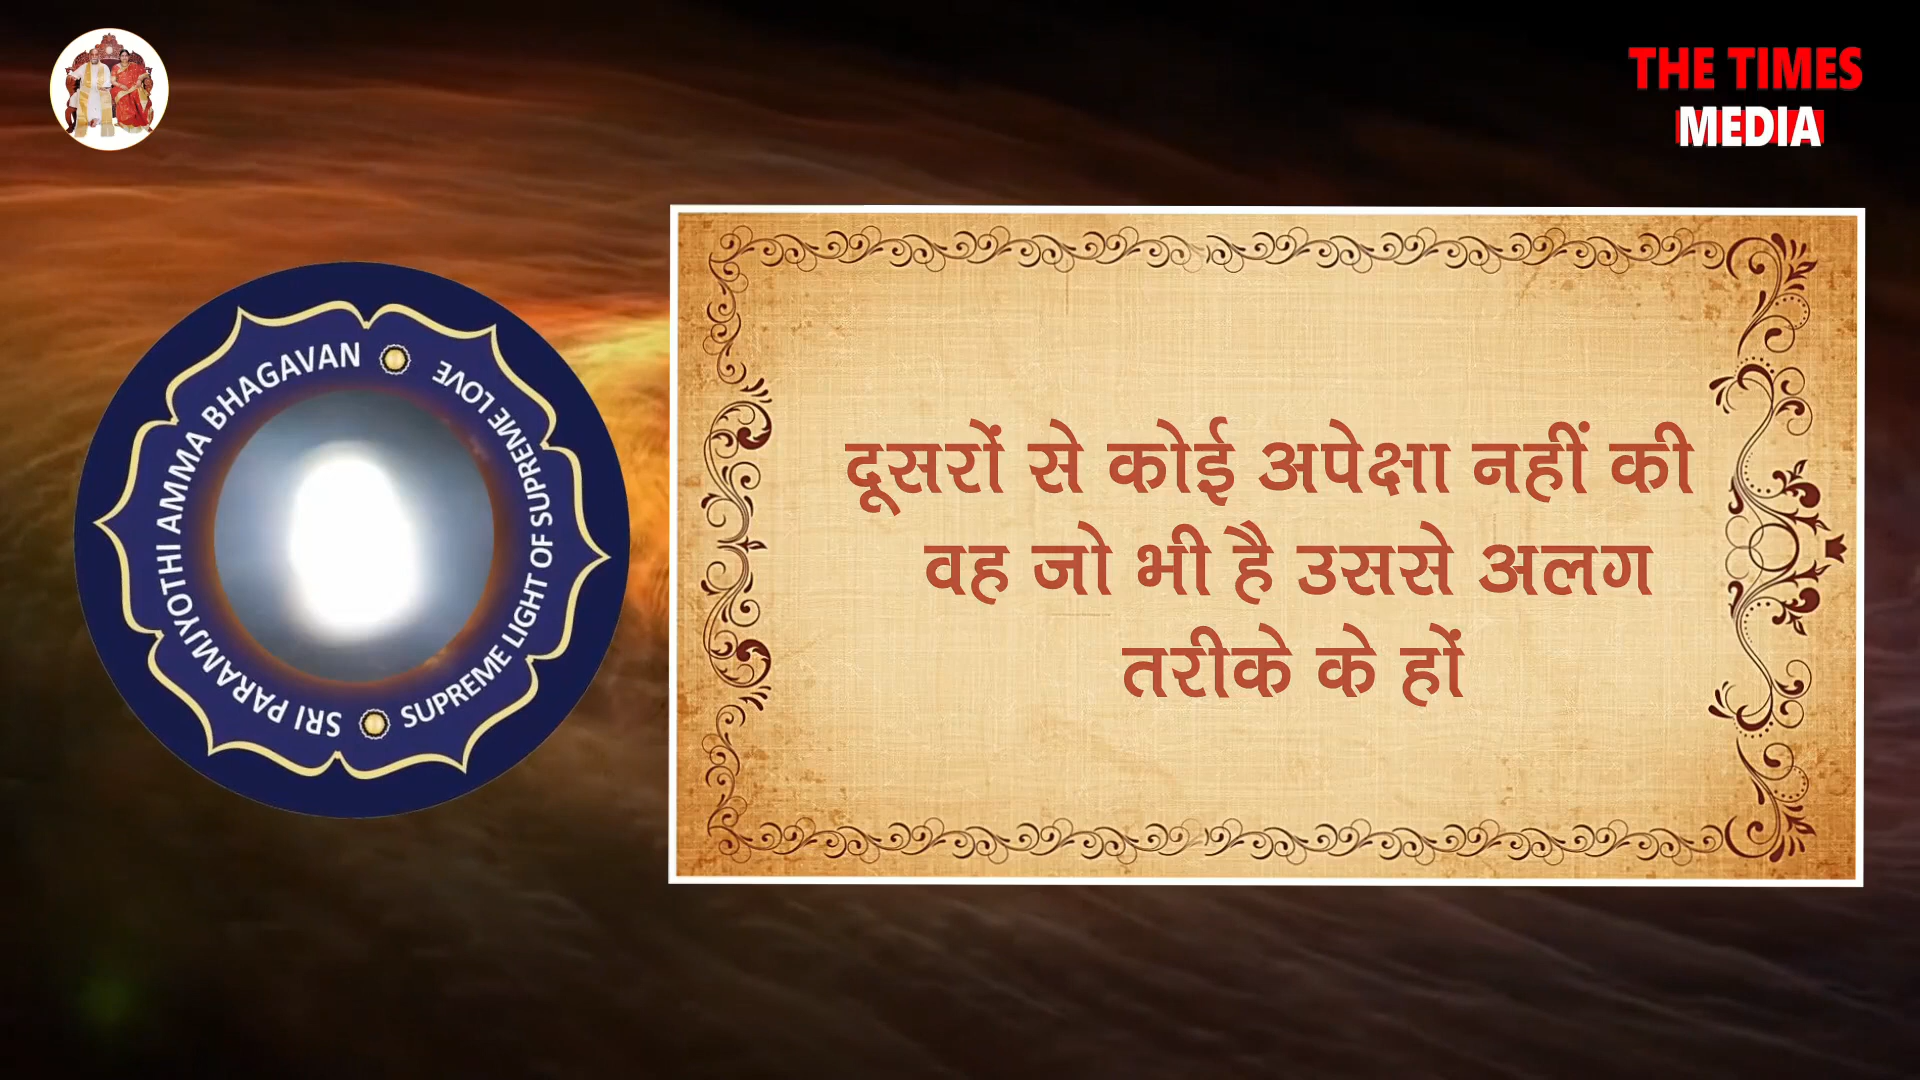 THE TIMES
MEDIA
SRI PARAMJYOTHI AMMA BHAGAVAN
SUPREME LIGHT OF SUPREME LOVE
दूसरों से कोई अपेक्षा नहीं की
वह जो भी है उससे अलग
तरीके के हों